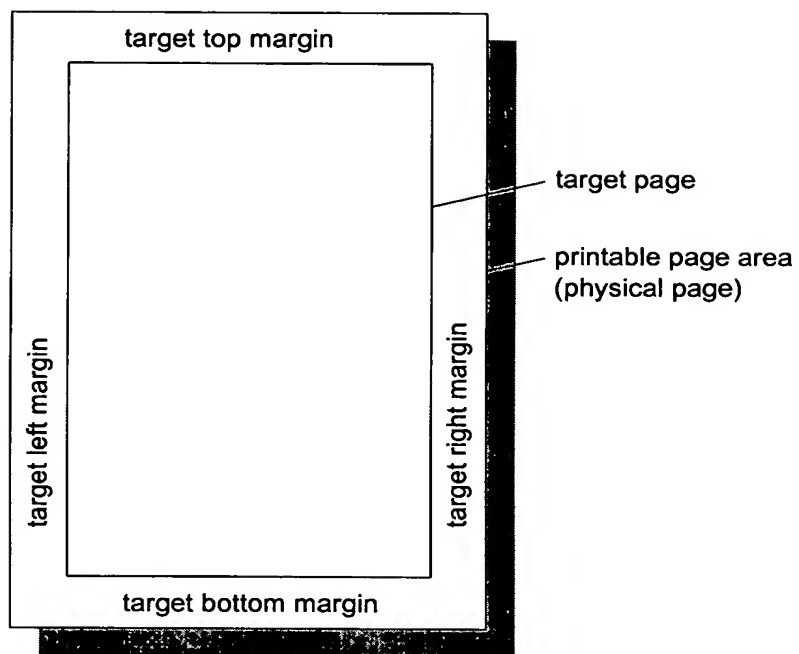 target top margin
target page
printable page area
(physical page)
target left margin
target right margin
target bottom margin